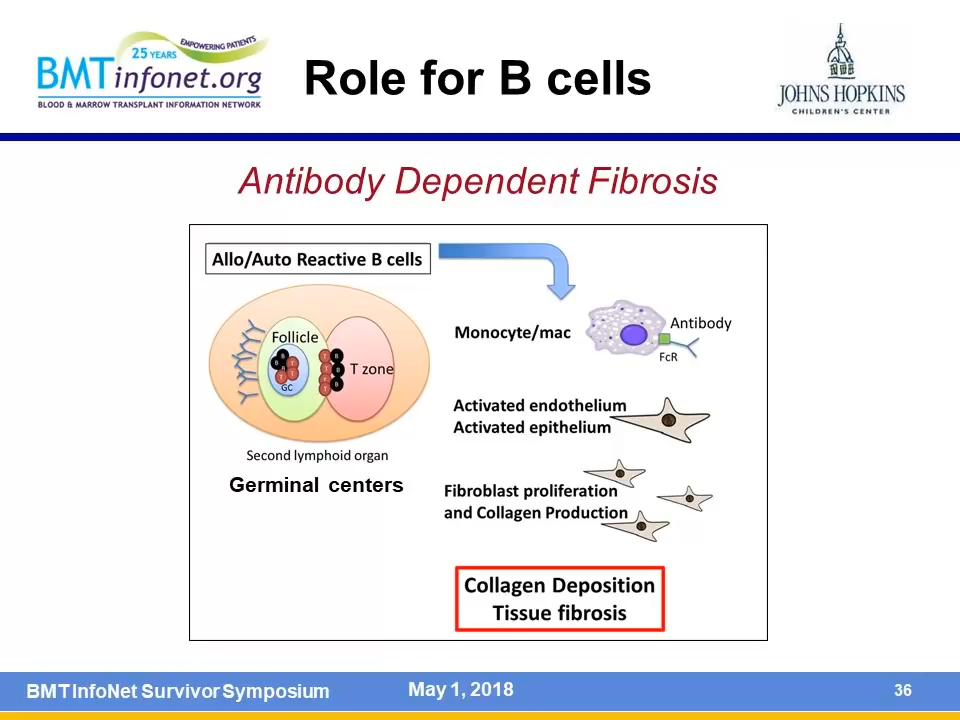 25 YEARS
EMPOWERING PATIENTS
BMTinfonet.org
BLOOD & MARROW TRANSPLANT INFORMATION NETWORK
Role for B cells
JOHNS HOPKINS
CHILDREN'S CENTER
Antibody Dependent Fibrosis
Allo/Auto Reactive B cells
Follicle
T zone
GC
B
B
T
T
T
T
B
T
B
T
B
T
Second lymphoid organ
Germinal centers
Monocyte/mac
Antibody
FcR
Activated endothelium
Activated epithelium
Fibroblast proliferation
and Collagen Production
Collagen Deposition
Tissue fibrosis
BMT InfoNet Survivor Symposium
May 1, 2018
36